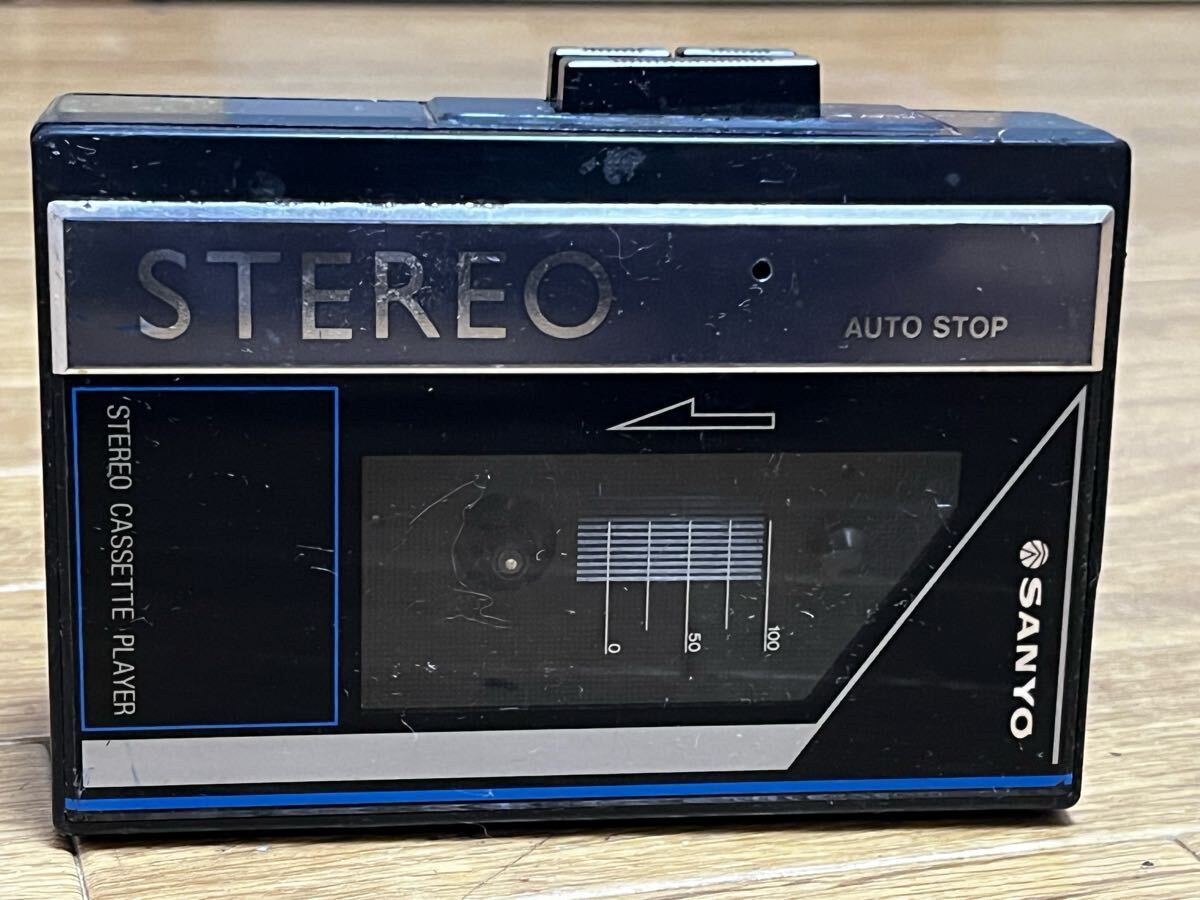 STEREO
AUTO STOP
STEREO CASSETTE PLAYER
0
50
100
SANYO